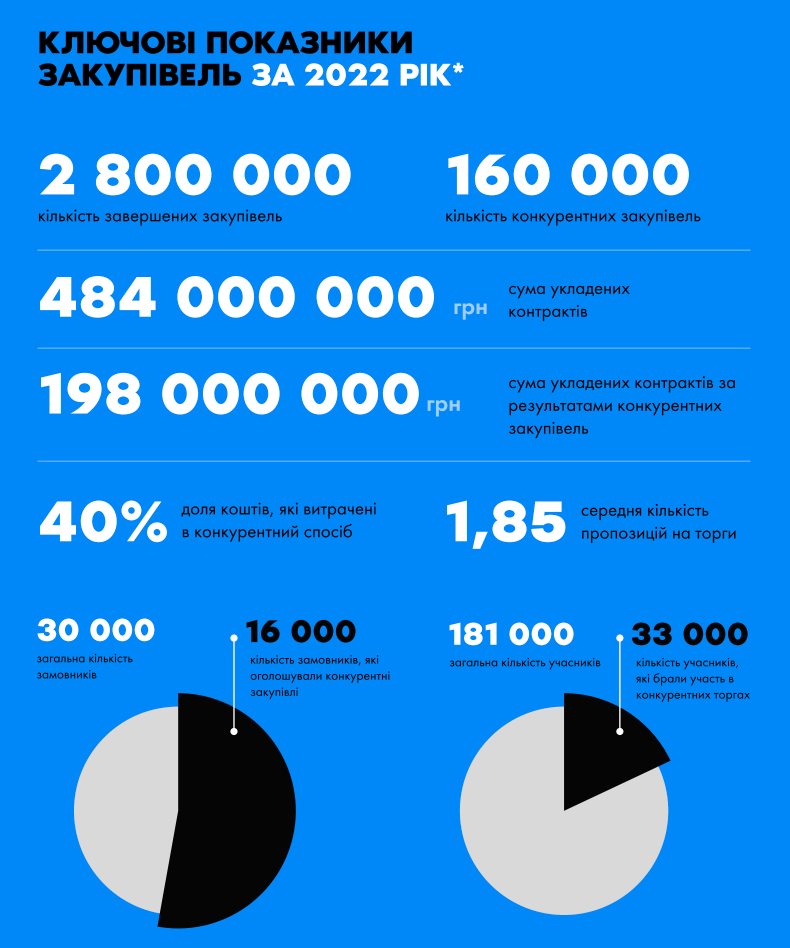 КЛЮЧОВІ ПОКАЗНИКИ
ЗАКУПІВЕЛЬ ЗА 2022 РІК*
2 800 000
кількість завершених закупівель
160 000
кількість конкурентних закупівель
484 000 000 грн
сума укладених
контрактів
198 000 000 грн
сума укладених контрактів за
результатами конкурентних
закупівель
40%
доля коштів, які витрачені
в конкурентний спосіб
1,85
середня кількість
пропозицій на торги
30 000
загальна кількість
замовників
16 000
кількість замовників, які
оголошували конкурентні
закупівлі
181 000
загальна кількість учасників
33 000
кількість учасників,
які брали участь в
конкурентних торгах